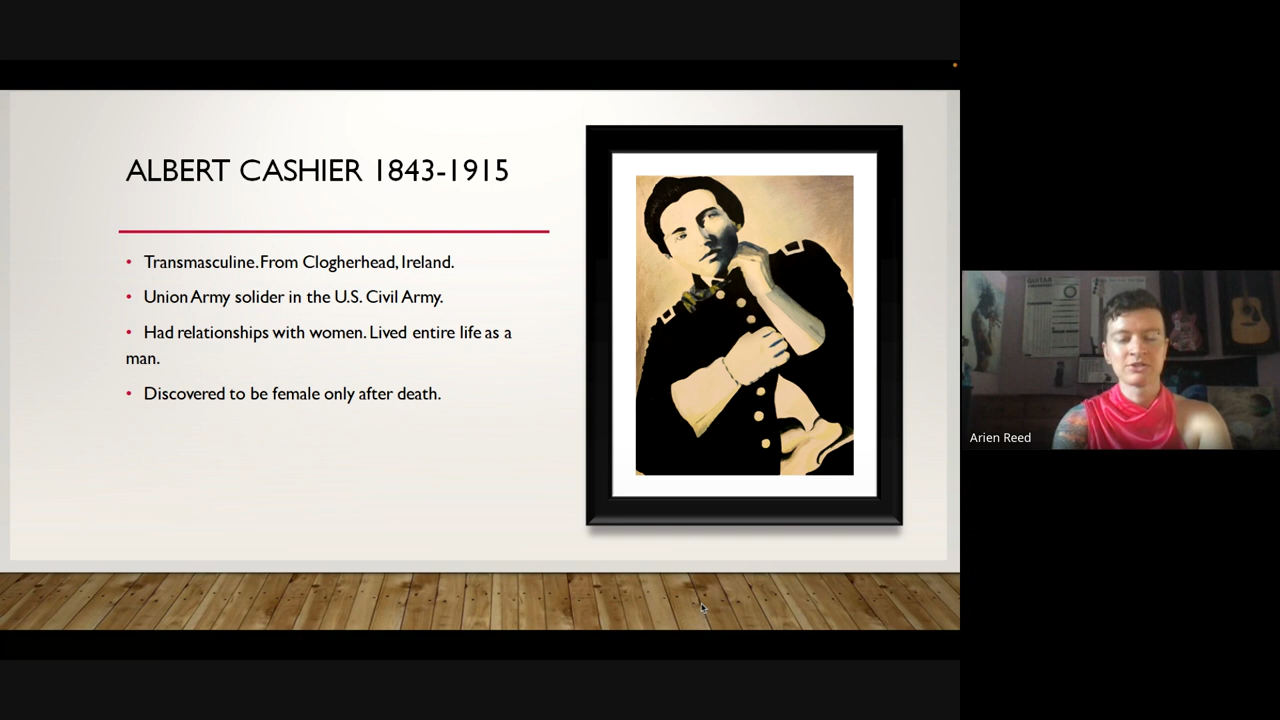 ALBERT CASHIER 1843-1915
• Transmasculine. From Clogherhead, Ireland.
• Union Army solider in the U.S. Civil Army.
• Had relationships with women. Lived entire life as a
man.
• Discovered to be female only after death.
Arien Reed